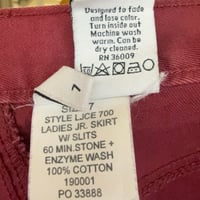 Designed to fade
and lose color.
Turn inside out
Machine wash
warm. Can be
dry cleaned.
RN 36009
7
STYLE LJCE 700
LADIES JR. SKIRT
W/ SLITS
60 MIN.STONE +
ENZYME WASH
100% COTTON
190001
PO 33888